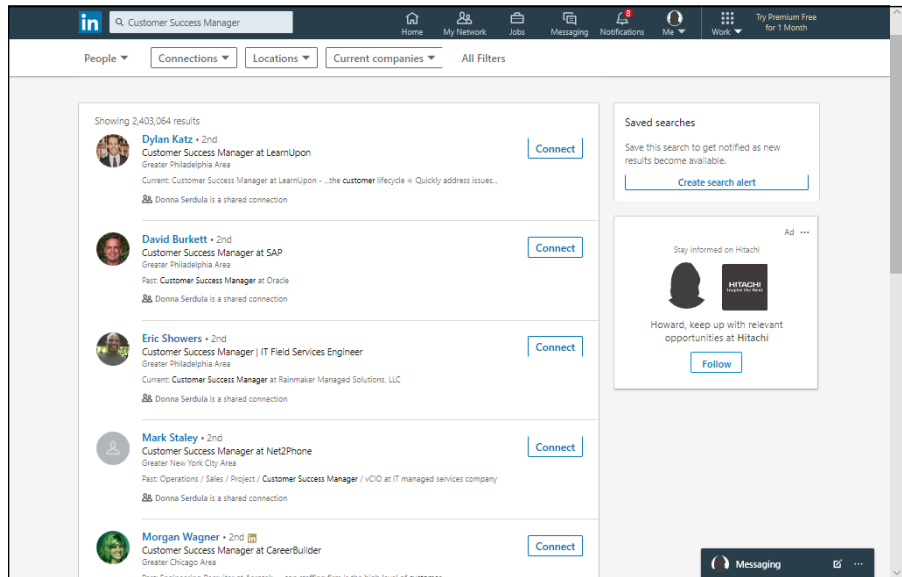 in
Customer Success Manager
Home
My Network
Jobs
Messaging
8
Notifications
Me
Work
Try Premium Free
for 1 Month
People
Connections
Locations
Current companies
All Filters
Showing 2,403,064 results
Dylan Katz • 2nd
Customer Success Manager at LearnUpon
Greater Philadelphia Area
Current: Customer Success Manager at LearnUpon - ...the customer lifecycle ∗ Quickly address issues...
Donna Serdula is a shared connection
Connect
David Burkett • 2nd
Customer Success Manager at SAP
Greater Philadelphia Area
Past: Customer Success Manager at Oracle
Donna Serdula is a shared connection
Connect
Eric Showers • 2nd
Customer Success Manager | IT Field Services Engineer
Greater Philadelphia Area
Current: Customer Success Manager at Rainmaker Managed Solutions, LLC
Donna Serdula is a shared connection
Connect
Mark Staley • 2nd
Customer Success Manager at Net2Phone
Greater New York City Area
Past: Operations / Sales / Project / Customer Success Manager / vCIO at IT managed services company
Donna Serdula is a shared connection
Connect
Morgan Wagner • 2nd in
Customer Success Manager at CareerBuilder
Greater Chicago Area
Connect
Saved searches
Save this search to get notified as new
results become available.
Create search alert
Ad ...
Stay informed on Hitachi
HITACHI
Inspire the Next
Howard, keep up with relevant
opportunities at Hitachi
Follow
Messaging